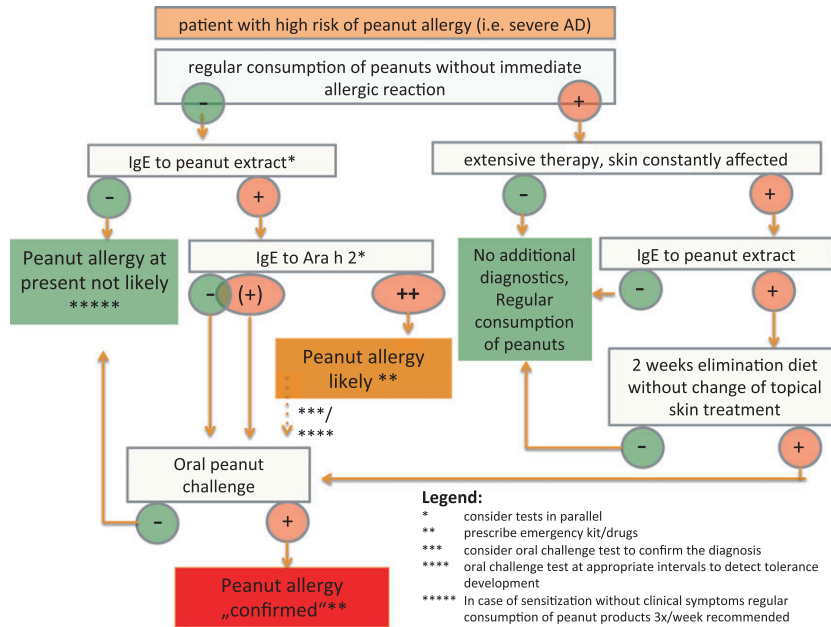 patient with high risk of peanut allergy (i.e. severe AD)
regular consumption of peanuts without immediate
allergic reaction
-
+
IgE to peanut extract*
extensive therapy, skin constantly affected
-
+
-
+
Peanut allergy at
present not likely
*****
IgE to Ara h 2*
-
(+)
++
No additional
diagnostics,
Regular
consumption
of peanuts
IgE to peanut extract
-
+
Peanut allergy
likely **
***/
****
2 weeks elimination diet
without change of topical
skin treatment
-
+
Oral peanut
challenge
-
+
Peanut allergy
„confirmed“**
Legend:
* consider tests in parallel
** prescribe emergency kit/drugs
*** consider oral challenge test to confirm the diagnosis
**** oral challenge test at appropriate intervals to detect tolerance
development
***** In case of sensitization without clinical symptoms regular
consumption of peanut products 3x/week recommended